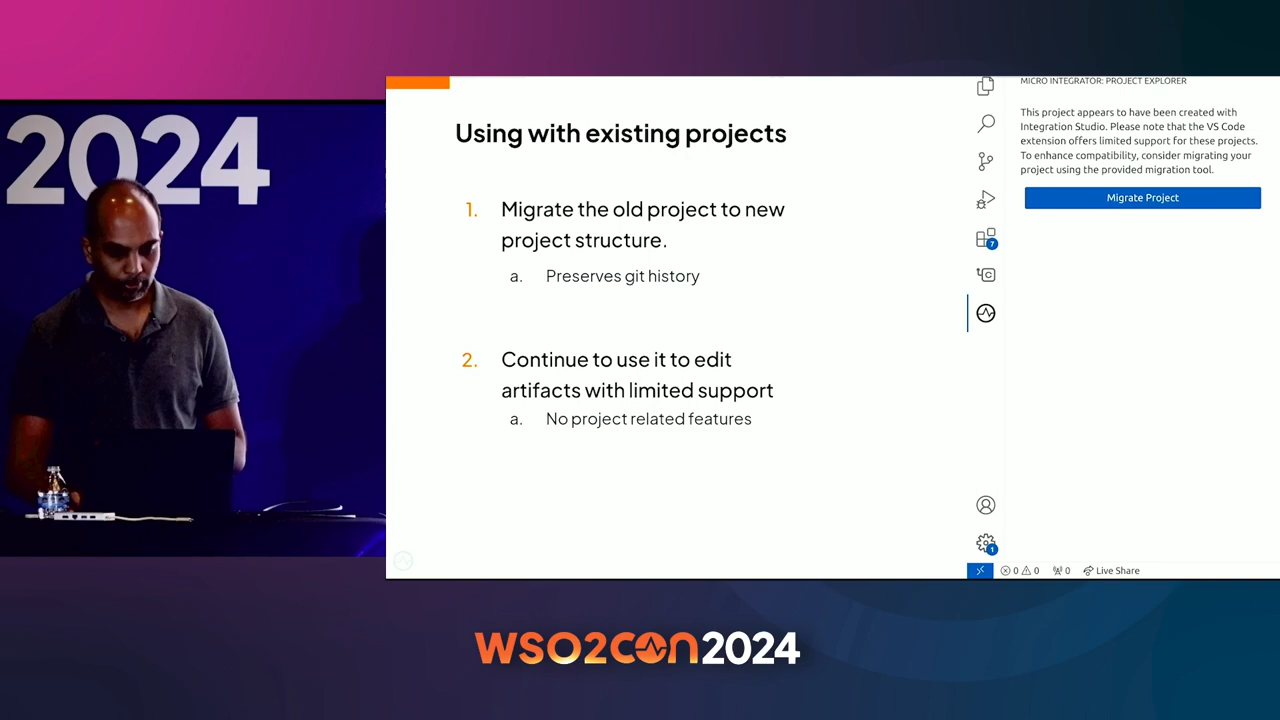 2024
Using with existing projects
1. Migrate the old project to new
project structure.
a. Preserves git history
2. Continue to use it to edit
artifacts with limited support
a. No project related features
MICRO INTEGRATOR: PROJECT EXPLORER
This project appears to have been created with
Integration Studio. Please note that the VS Code
extension offers limited support for these projects.
To enhance compatibility, consider migrating your
project using the provided migration tool.
Migrate Project
7
1
0 0 0 Live Share
WSO2CON2024